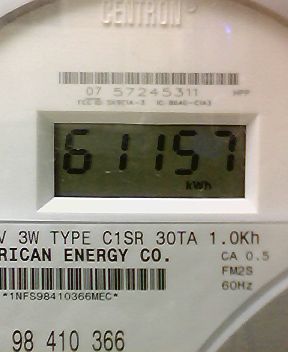 CENTRON
07 57245311 HPP
61157
kWh
V 3W TYPE C1SR 30TA 1.0Kh
RICAN ENERGY CO. CA 0.5
FM2S
*1NFS98410366MEC* 60Hz
98 410 366